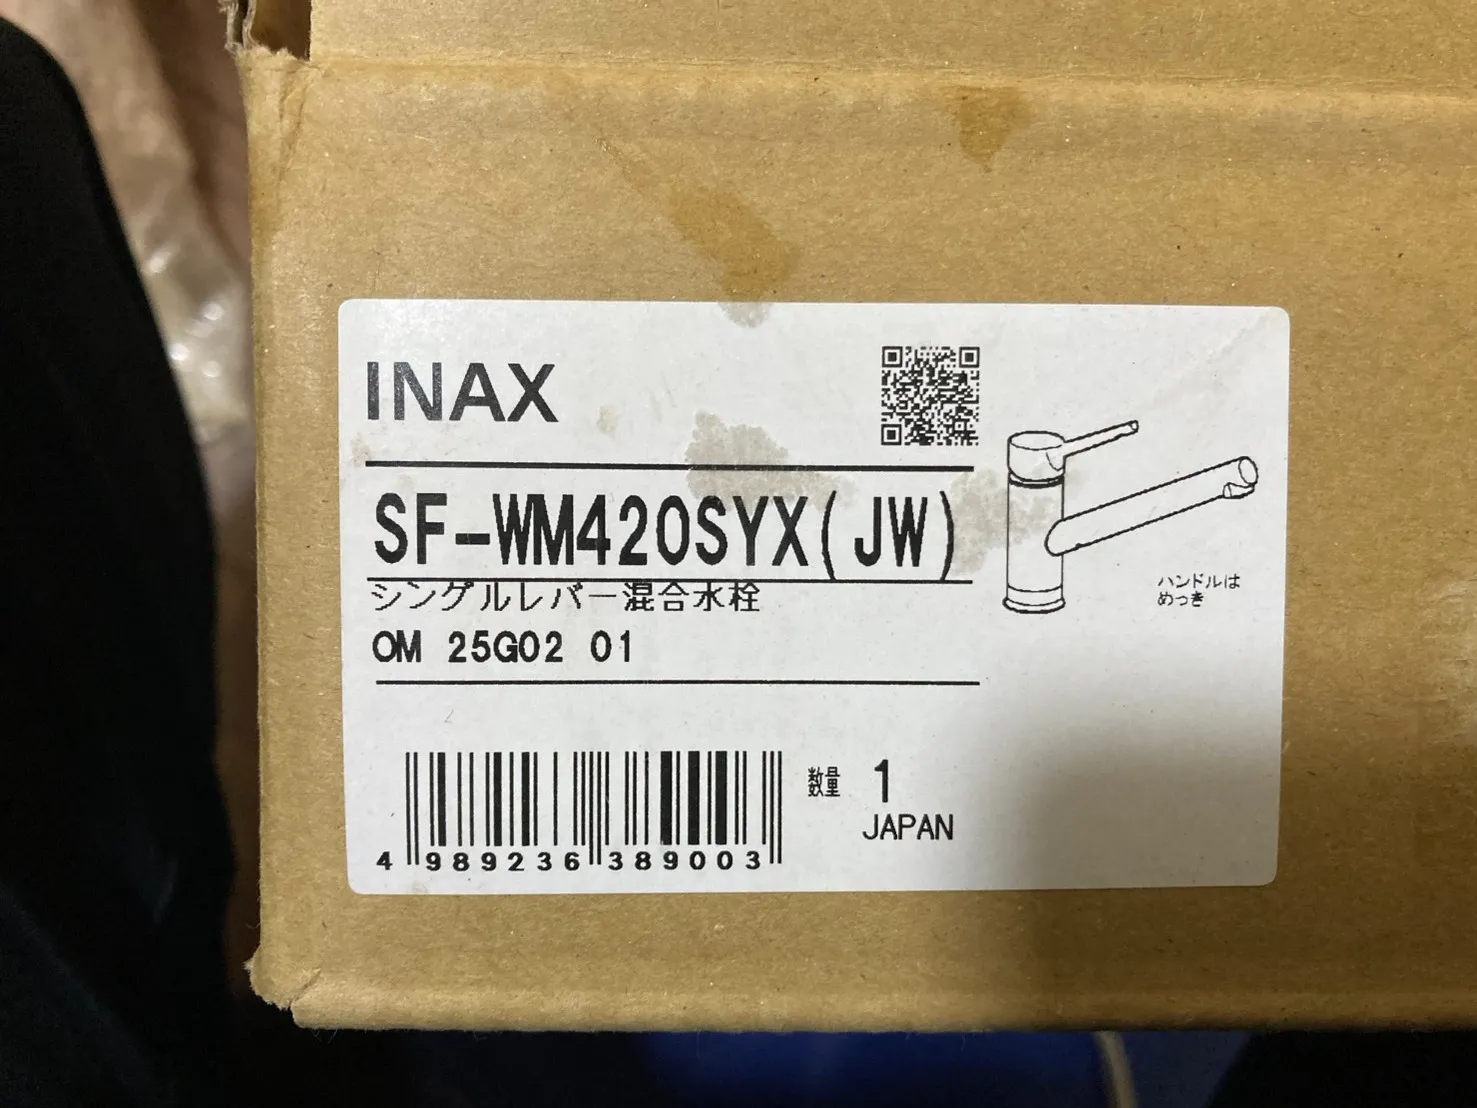 INAX
SF-WM420SYX(JW)
シングルレバー混合水栓
OM 25G02 01
ハンドルは
めっき
数量 1
JAPAN
4 989236 389003